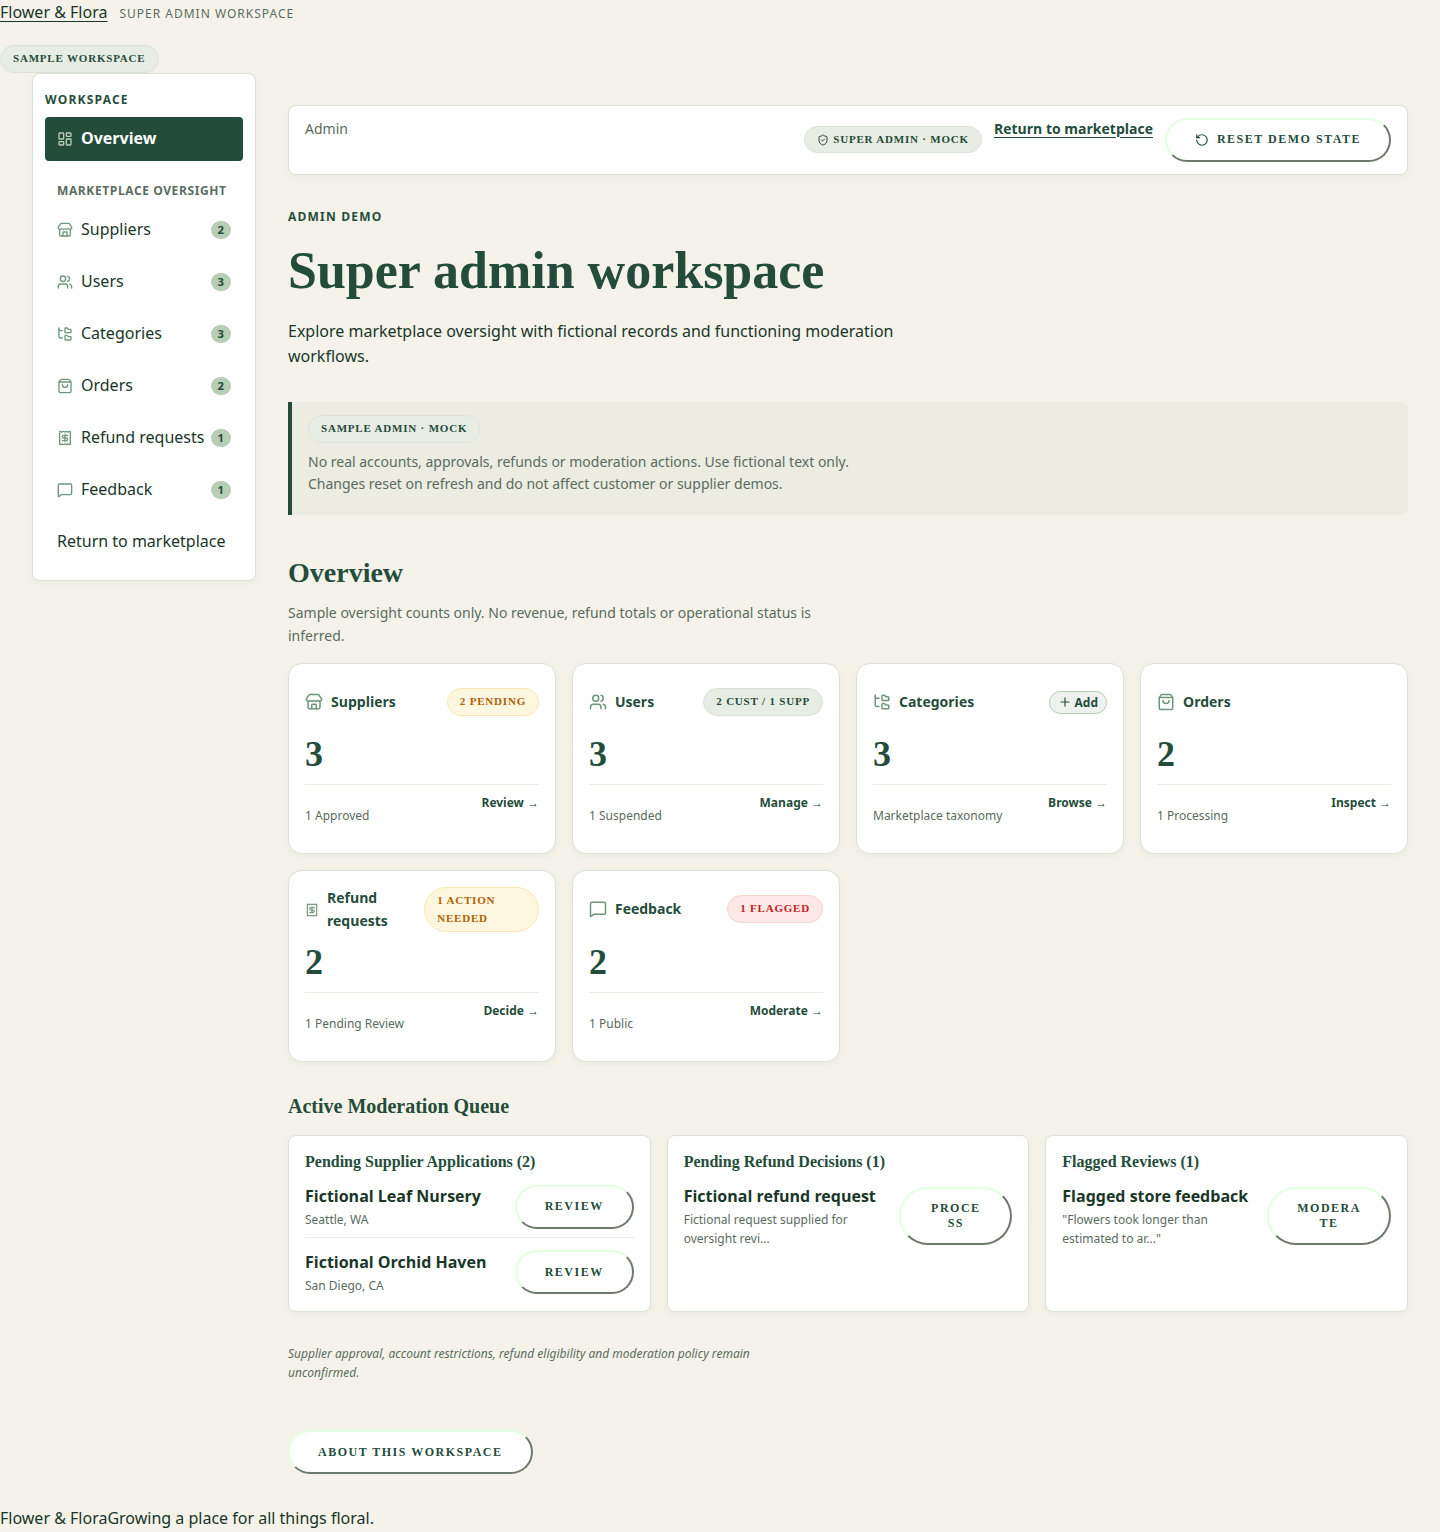 Flower & Flora SUPER ADMIN WORKSPACE
SAMPLE WORKSPACE
WORKSPACE
Overview
MARKETPLACE OVERSIGHT
Suppliers 2
Users 3
Categories 3
Orders 2
Refund requests 1
Feedback 1
Return to marketplace
Admin
SUPER ADMIN · MOCK
Return to marketplace
RESET DEMO STATE
ADMIN DEMO
Super admin workspace
Explore marketplace oversight with fictional records and functioning moderation
workflows.
SAMPLE ADMIN · MOCK
No real accounts, approvals, refunds or moderation actions. Use fictional text only.
Changes reset on refresh and do not affect customer or supplier demos.
Overview
Sample oversight counts only. No revenue, refund totals or operational status is
inferred.
Suppliers 2 PENDING
3
Review →
1 Approved
Users 2 CUST / 1 SUPP
3
Manage →
1 Suspended
Categories + Add
3
Browse →
Marketplace taxonomy
Orders
2
Inspect →
1 Processing
Refund
requests
1 ACTION
NEEDED
2
Decide →
1 Pending Review
Feedback 1 FLAGGED
2
Moderate →
1 Public
Active Moderation Queue
Pending Supplier Applications (2)
Fictional Leaf Nursery
Seattle, WA
REVIEW
Fictional Orchid Haven
San Diego, CA
REVIEW
Pending Refund Decisions (1)
Fictional refund request
Fictional request supplied for
oversight revi...
PROCE
SS
Flagged Reviews (1)
Flagged store feedback
"Flowers took longer than
estimated to ar..."
MODERA
TE
Supplier approval, account restrictions, refund eligibility and moderation policy remain
unconfirmed.
ABOUT THIS WORKSPACE
Flower & FloraGrowing a place for all things floral.